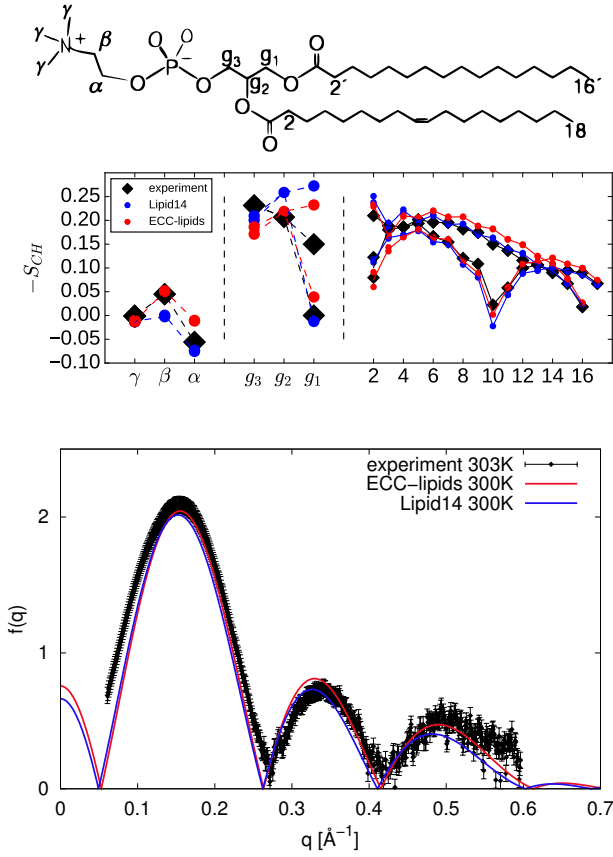 γ
γ N + β
γ α
O O
P −
O O
g₃ g₁
g₂
O
O
2´ 16´
O
O
2 18
experiment
Lipid14
ECC-lipids
−S_CH
0.25
0.20
0.15
0.10
0.05
0.00
−0.05
−0.10
γ β α g₃ g₂ g₁ 2 4 6 8 10 12 14 16
experiment 303K
ECC−lipids 300K
Lipid14 300K
f(q)
2
1
0
0 0.1 0.2 0.3 0.4 0.5 0.6 0.7
q [Å⁻¹]